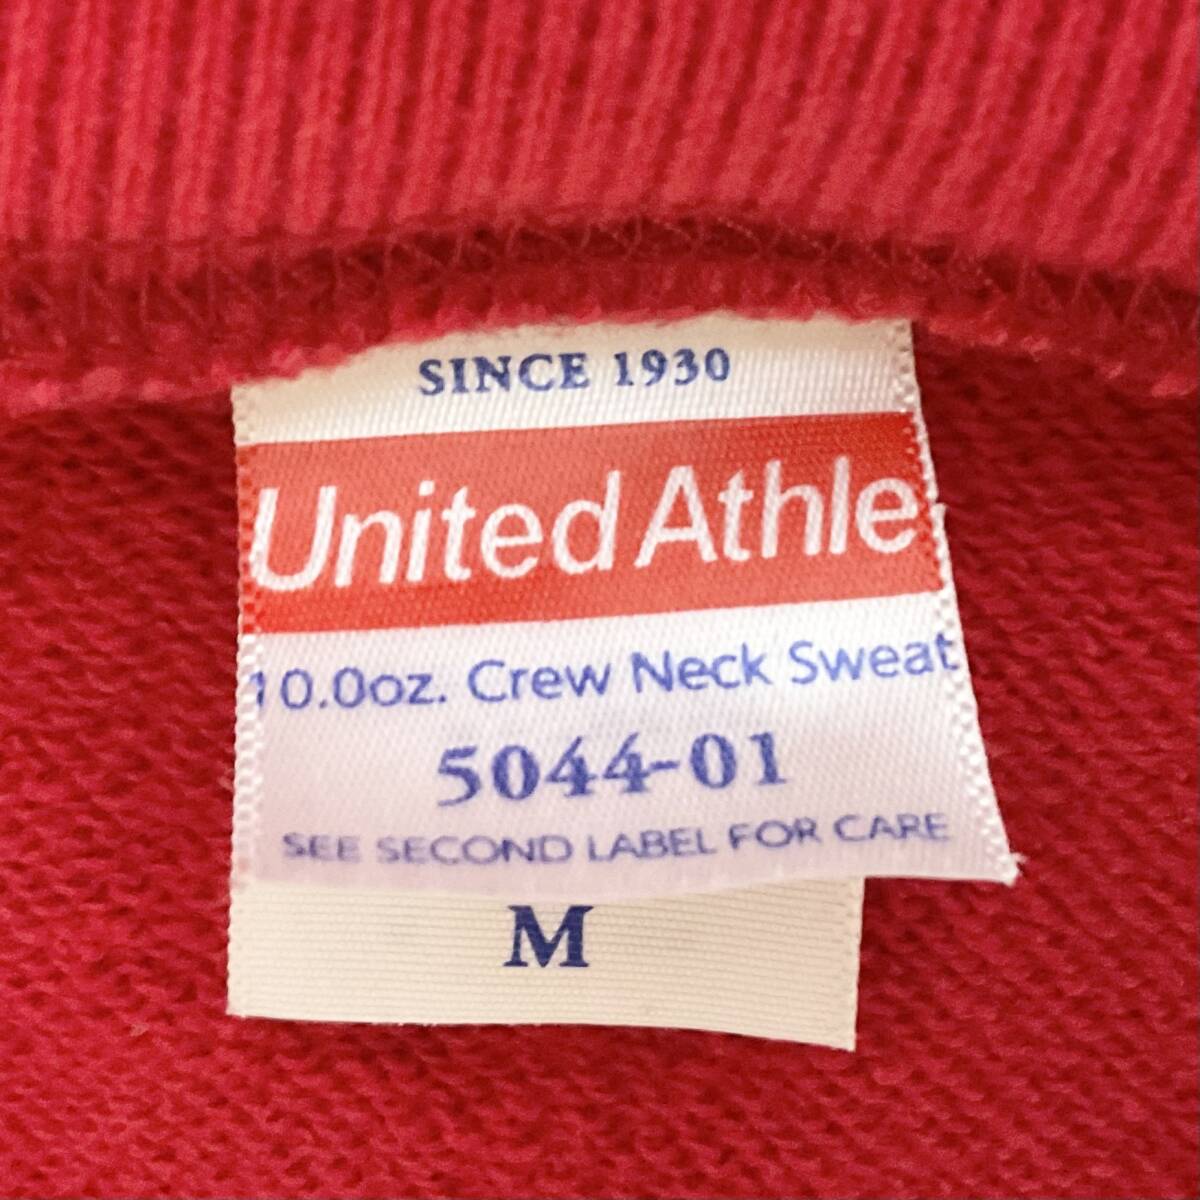 SINCE 1930
United Athle
10.0oz. Crew Neck Sweat
5044-01
SEE SECOND LABEL FOR CARE
M